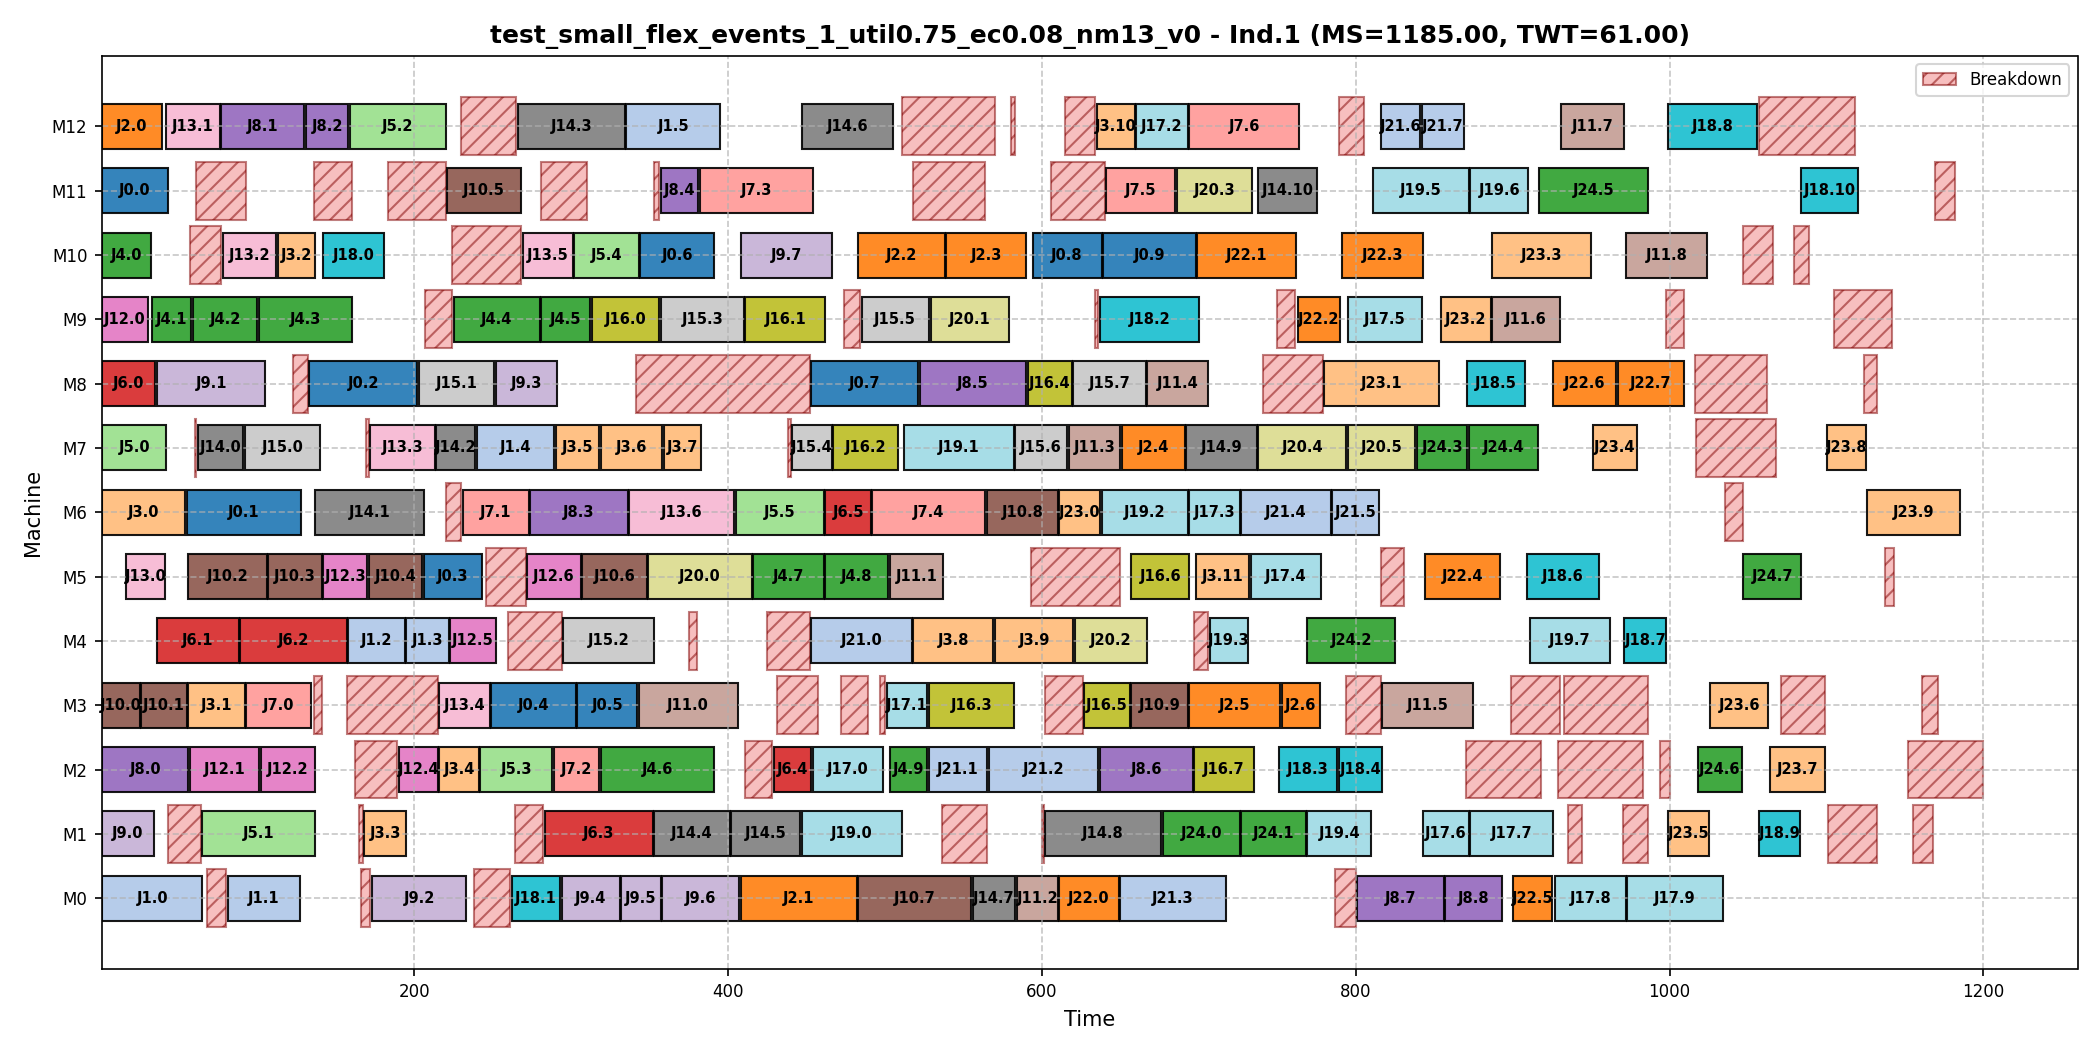 test_small_flex_events_1_util0.75_ec0.08_nm13_v0 - Ind.1 (MS=1185.00, TWT=61.00)
Breakdown
M12 J2.0 J13.1 J8.1 J8.2 J5.2 J14.3 J1.5 J14.6 J3.10 J17.2 J7.6 J21.6 J21.7 J11.7 J18.8
M11 J0.0 J10.5 J8.4 J7.3 J7.5 J20.3 J14.10 J19.5 J19.6 J24.5 J18.10
M10 J4.0 J13.2 J3.2 J18.0 J13.5 J5.4 J0.6 J9.7 J2.2 J2.3 J0.8 J0.9 J22.1 J22.3 J23.3 J11.8
M9 J12.0 J4.1 J4.2 J4.3 J4.4 J4.5 J16.0 J15.3 J16.1 J15.5 J20.1 J18.2 J22.2 J17.5 J23.2 J11.6
M8 J6.0 J9.1 J0.2 J15.1 J9.3 J0.7 J8.5 J16.4 J15.7 J11.4 J23.1 J18.5 J22.6 J22.7
M7 J5.0 J14.0 J15.0 J13.3 J14.2 J1.4 J3.5 J3.6 J3.7 J15.4 J16.2 J19.1 J15.6 J11.3 J2.4 J14.9 J20.4 J20.5 J24.3 J24.4 J23.4 J23.8
M6 J3.0 J0.1 J14.1 J7.1 J8.3 J13.6 J5.5 J6.5 J7.4 J10.8 J23.0 J19.2 J17.3 J21.4 J21.5 J23.9
M5 J13.0 J10.2 J10.3 J12.3 J10.4 J0.3 J12.6 J10.6 J20.0 J4.7 J4.8 J11.1 J16.6 J3.11 J17.4 J22.4 J18.6 J24.7
M4 J6.1 J6.2 J1.2 J1.3 J12.5 J15.2 J21.0 J3.8 J3.9 J20.2 J19.3 J24.2 J19.7 J18.7
M3 J10.0 J10.1 J3.1 J7.0 J13.4 J0.4 J0.5 J11.0 J17.1 J16.3 J16.5 J10.9 J2.5 J2.6 J11.5 J23.6
M2 J8.0 J12.1 J12.2 J12.4 J3.4 J5.3 J7.2 J4.6 J6.4 J17.0 J4.9 J21.1 J21.2 J8.6 J16.7 J18.3 J18.4 J24.6 J23.7
M1 J9.0 J5.1 J3.3 J6.3 J14.4 J14.5 J19.0 J14.8 J24.0 J24.1 J19.4 J17.6 J17.7 J23.5 J18.9
M0 J1.0 J1.1 J9.2 J18.1 J9.4 J9.5 J9.6 J2.1 J10.7 J14.7 J11.2 J22.0 J21.3 J8.7 J8.8 J22.5 J17.8 J17.9
Machine
200 400 600 800 1000 1200
Time